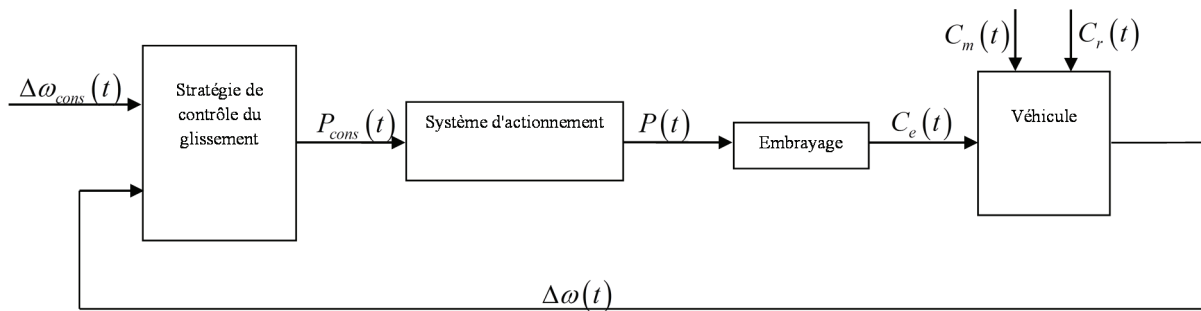 C_m(t)
C_r(t)
Δω_cons(t)
Stratégie de
contrôle du
glissement
P_cons(t)
Système d'actionnement
P(t)
Embrayage
C_e(t)
Véhicule
Δω(t)